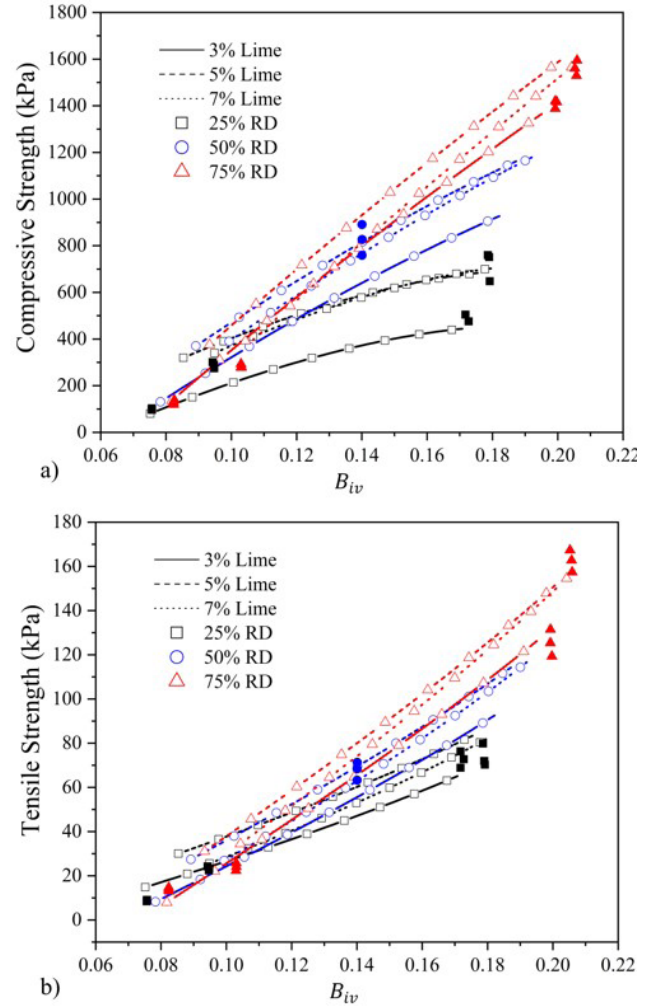 1800
1600
1400
1200
1000
800
600
400
200
0
Compressive Strength (kPa)
3% Lime
5% Lime
7% Lime
25% RD
50% RD
75% RD
0.06 0.08 0.10 0.12 0.14 0.16 0.18 0.20 0.22
a)
B_{iv}
180
160
140
120
100
80
60
40
20
0
Tensile Strength (kPa)
3% Lime
5% Lime
7% Lime
25% RD
50% RD
75% RD
0.06 0.08 0.10 0.12 0.14 0.16 0.18 0.20 0.22
b)
B_{iv}